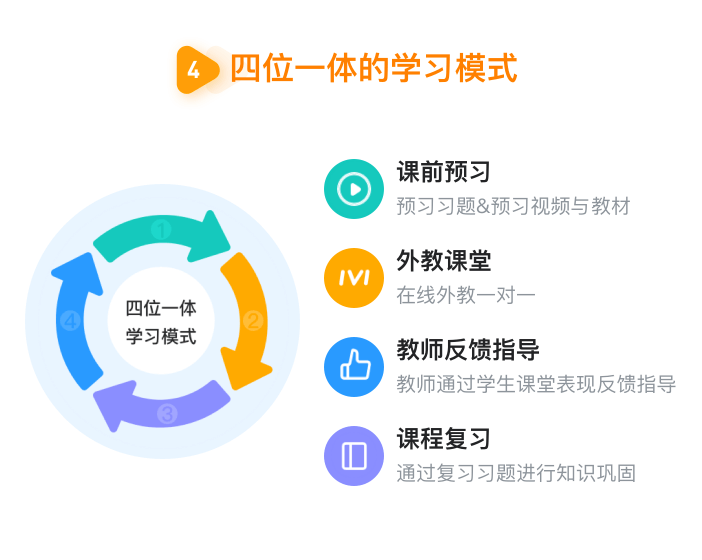 4 四位一体的学习模式
①
②
③
④
四位一体
学习模式
课前预习
预习习题&预习视频与教材
1V1
外教课堂
在线外教一对一
教师反馈指导
教师通过学生课堂表现反馈指导
课程复习
通过复习习题进行知识巩固